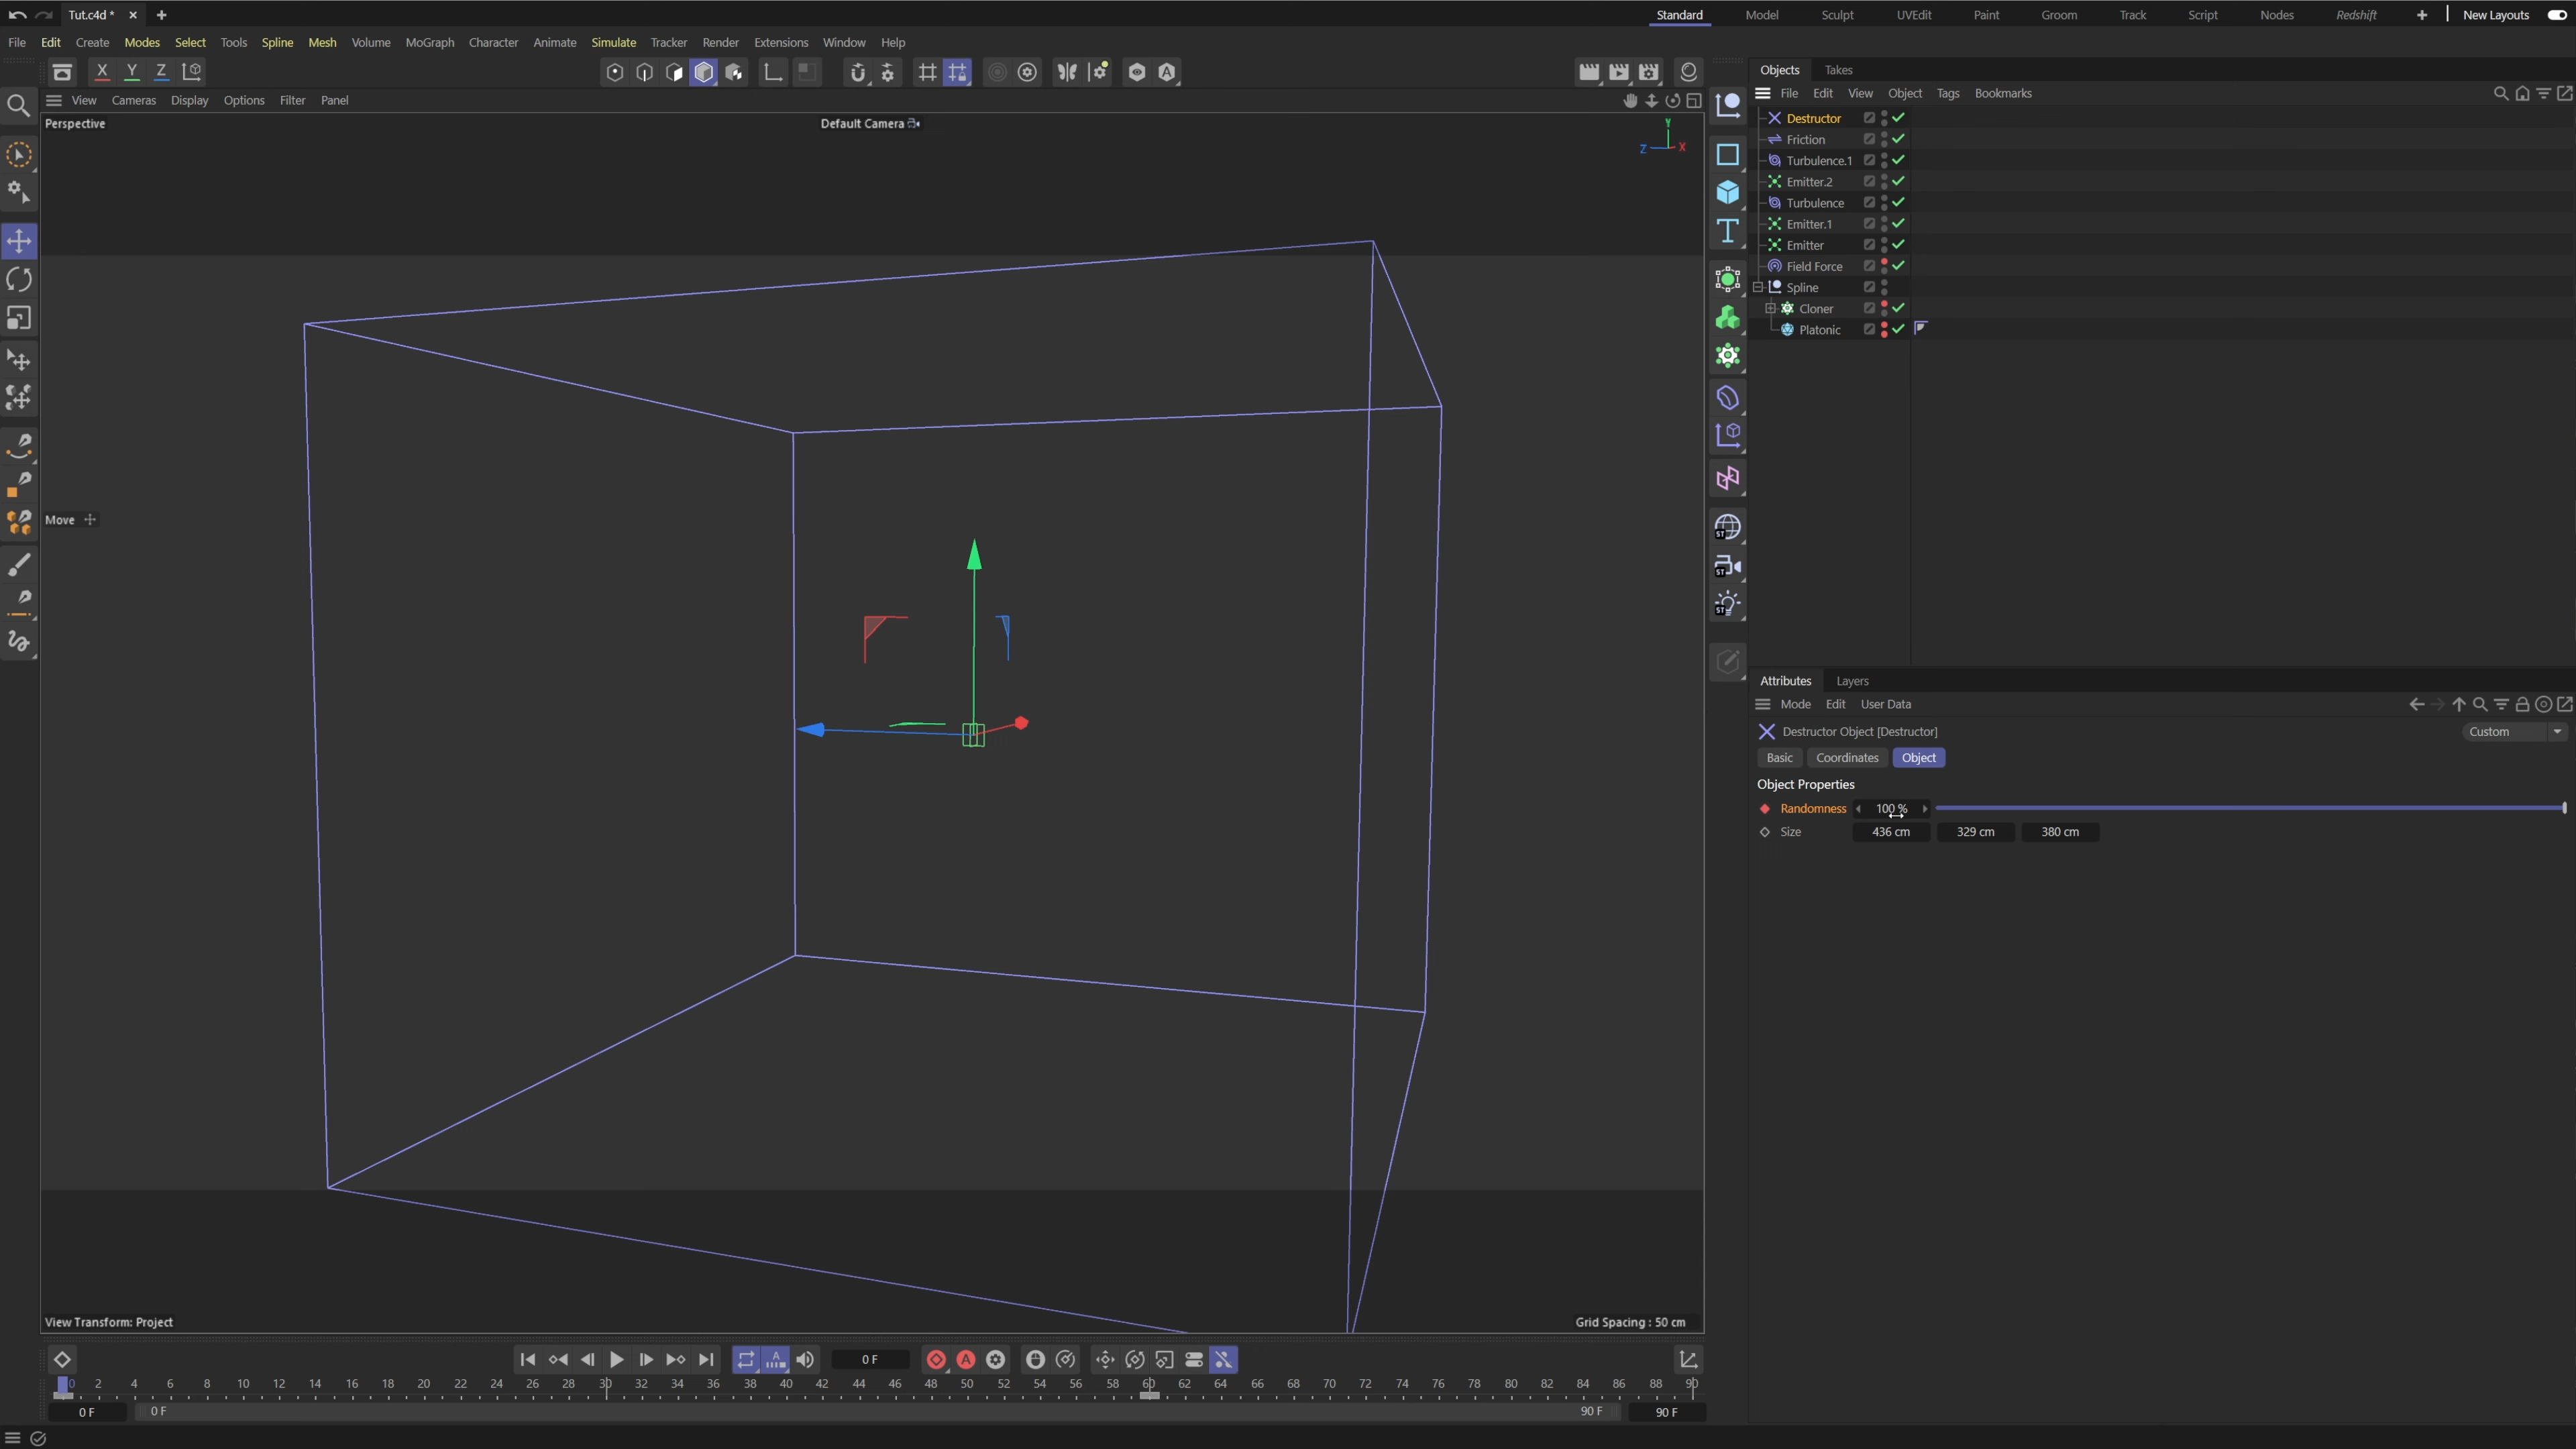 Tut.c4d *
Standard Model Sculpt UVEdit Paint Groom Track Script Nodes Redshift New Layouts
File Edit Create Modes Select Tools Spline Mesh Volume MoGraph Character Animate Simulate Tracker Render Extensions Window Help
X Y Z
View Cameras Display Options Filter Panel
Perspective
Default Camera
Y
Z X
Move
View Transform: Project
Grid Spacing : 50 cm
Objects Takes
File Edit View Object Tags Bookmarks
Destructor
Friction
Turbulence.1
Emitter.2
Turbulence
Emitter.1
Emitter
Field Force
Spline
Cloner
Platonic
ST
ST
ST
Attributes Layers
Mode Edit User Data
Destructor Object [Destructor]
Custom
Basic Coordinates Object
Object Properties
Randomness 100 %
Size 436 cm 329 cm 380 cm
0 F
0 2 4 6 8 10 12 14 16 18 20 22 24 26 28 30 32 34 36 38 40 42 44 46 48 50 52 54 56 58 60 62 64 66 68 70 72 74 76 78 80 82 84 86 88 90
0 F 0 F 90 F 90 F